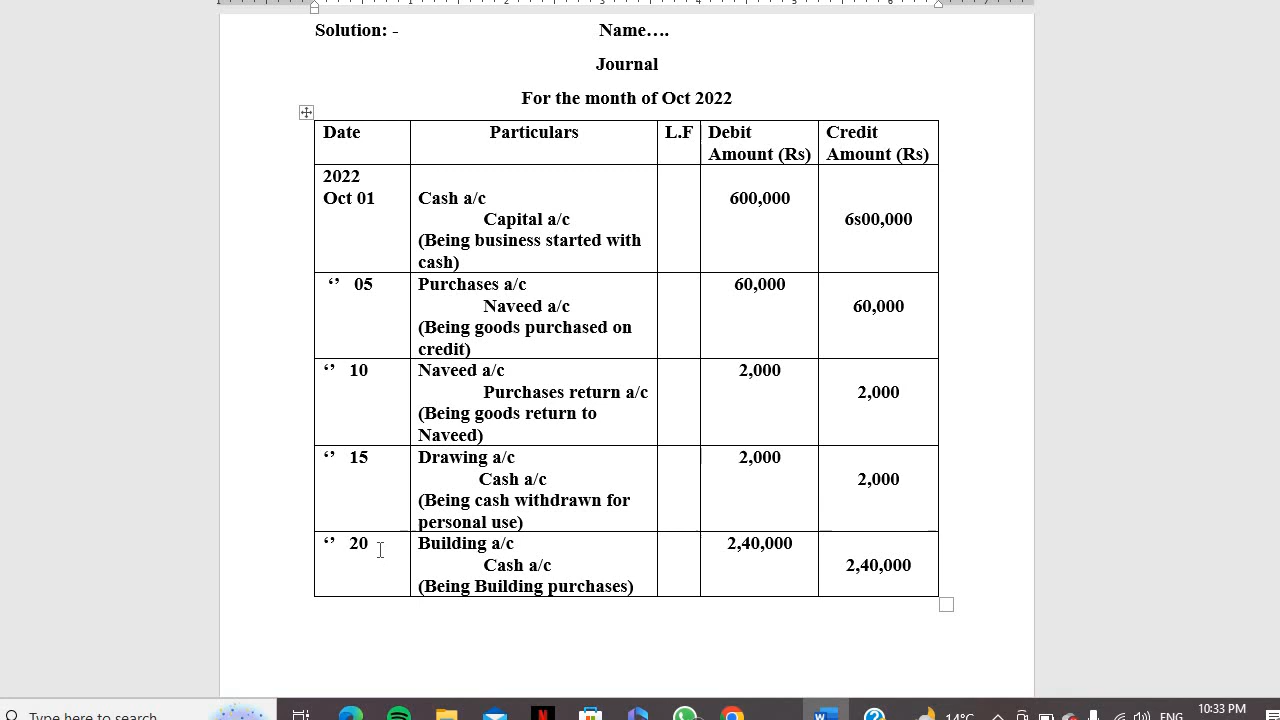 Solution: - Name….
Journal
For the month of Oct 2022
Date Particulars L.F Debit Credit
Amount (Rs) Amount (Rs)
2022
Oct 01 Cash a/c 600,000
Capital a/c 6s00,000
(Being business started with
cash)
‘’ 05 Purchases a/c 60,000
Naveed a/c 60,000
(Being goods purchased on
credit)
‘’ 10 Naveed a/c 2,000
Purchases return a/c 2,000
(Being goods return to
Naveed)
‘’ 15 Drawing a/c 2,000
Cash a/c 2,000
(Being cash withdrawn for
personal use)
‘’ 20 Building a/c 2,40,000
Cash a/c 2,40,000
(Being Building purchases)
10:33 PM
Type here to search 14°C ENG